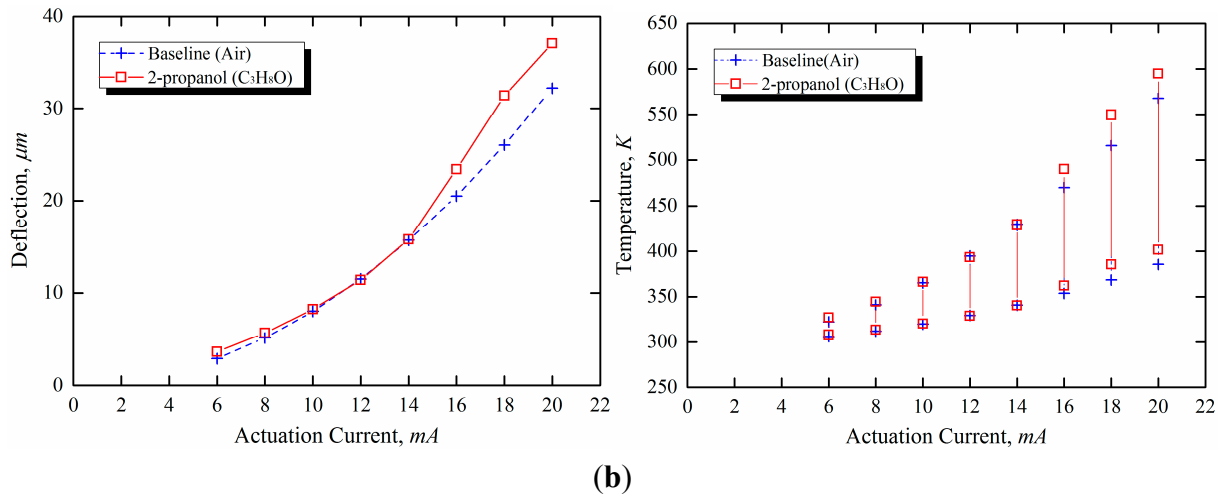 40
30
20
10
0
Deflection, μm
Baseline (Air)
2-propanol (C₃H₈O)
0 2 4 6 8 10 12 14 16 18 20 22
Actuation Current, mA
650
600
550
500
450
400
350
300
250
Temperature, K
Baseline(Air)
2-propanol (C₃H₈O)
0 2 4 6 8 10 12 14 16 18 20 22
Actuation Current, mA
(b)